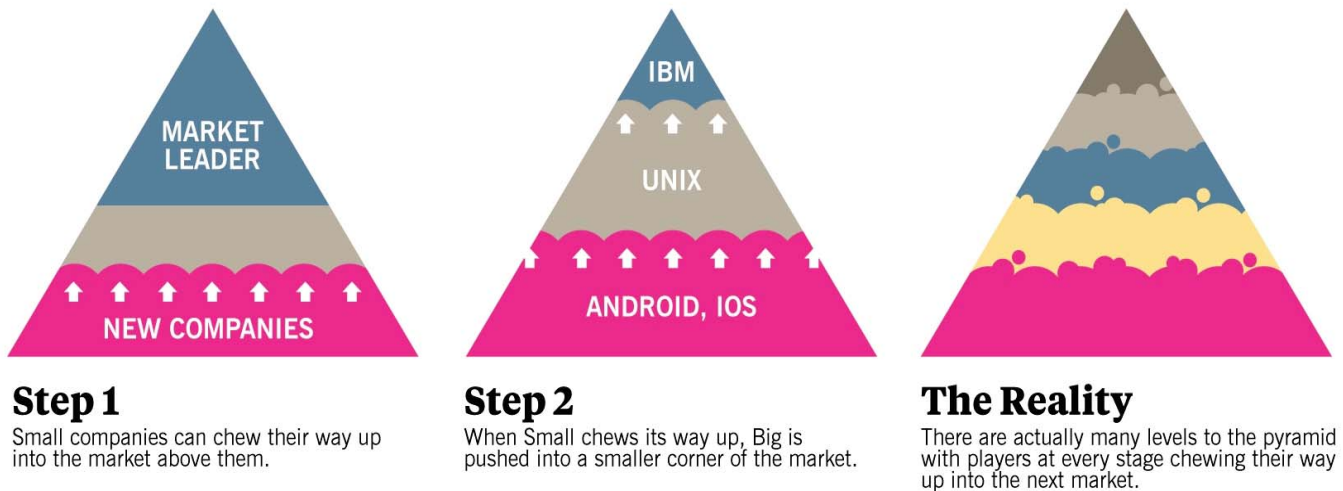 MARKET
LEADER
NEW COMPANIES
Step 1
Small companies can chew their way up
into the market above them.
IBM
UNIX
ANDROID, IOS
Step 2
When Small chews its way up, Big is
pushed into a smaller corner of the market.
The Reality
There are actually many levels to the pyramid
with players at every stage chewing their way
up into the next market.